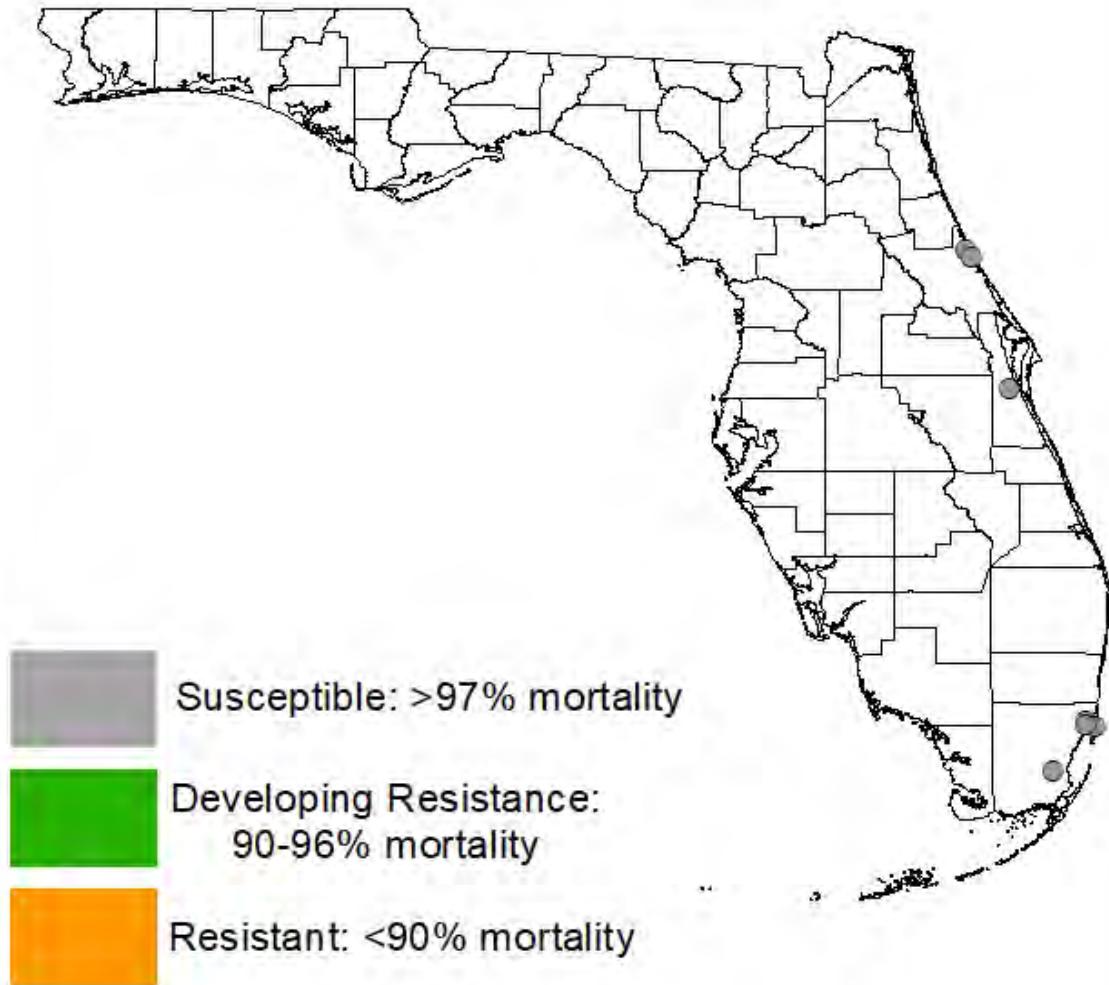 Susceptible: >97% mortality
Developing Resistance:
90-96% mortality
Resistant: <90% mortality